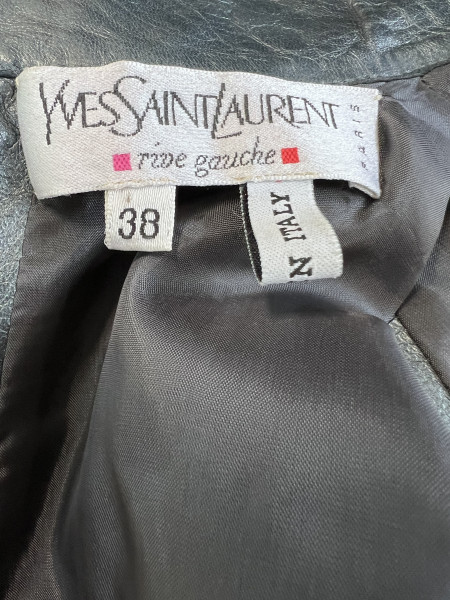 YVESSAINTLAURENT
PARIS
rive gauche
38
N ITALY